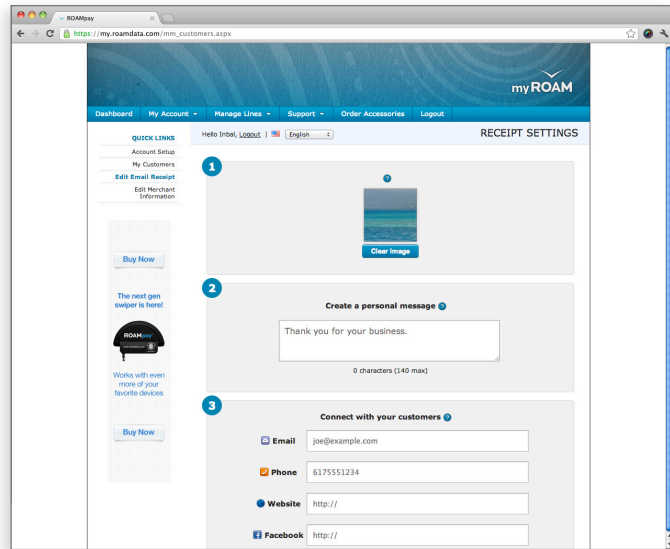 ROAMpay
https://my.roamdata.com/mm_customers.aspx
myROAM
Dashboard My Account Manage Lines Support Order Accessories Logout
QUICK LINKS
Account Setup
My Customers
Edit Email Receipt
Edit Merchant
Information
Hello Inbal, Logout | English
RECEIPT SETTINGS
Buy Now
The next gen
swiper is here!
ROAMpay
Works with even
more of your
favorite devices
Buy Now
1
?
Clear Image
2
Create a personal message ?
Thank you for your business.
0 characters (140 max)
3
Connect with your customers ?
Email joe@example.com
Phone 6175551234
Website http://
Facebook http://